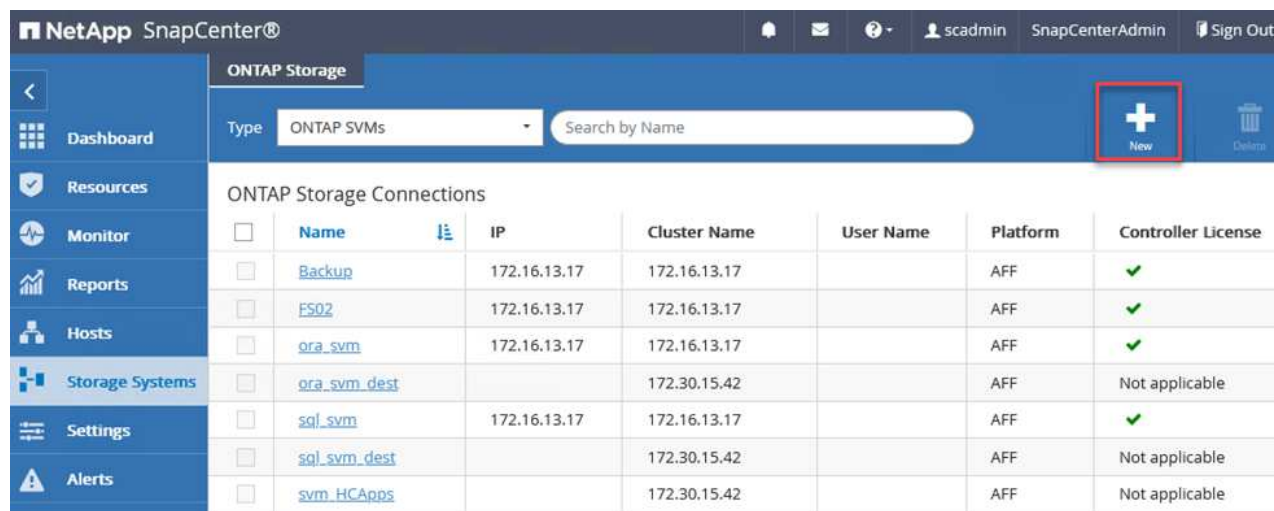 NetApp SnapCenter® scadmin SnapCenterAdmin Sign Out
ONTAP Storage
Type ONTAP SVMs Search by Name New Delete
Dashboard
Resources
Monitor
Reports
Hosts
Storage Systems
Settings
Alerts
ONTAP Storage Connections
Name IP Cluster Name User Name Platform Controller License
Backup 172.16.13.17 172.16.13.17 AFF
FS02 172.16.13.17 172.16.13.17 AFF
ora_svm 172.16.13.17 172.16.13.17 AFF
ora_svm_dest 172.30.15.42 AFF Not applicable
sql_svm 172.16.13.17 172.16.13.17 AFF
sql_svm_dest 172.30.15.42 AFF Not applicable
svm_HCApps 172.30.15.42 AFF Not applicable